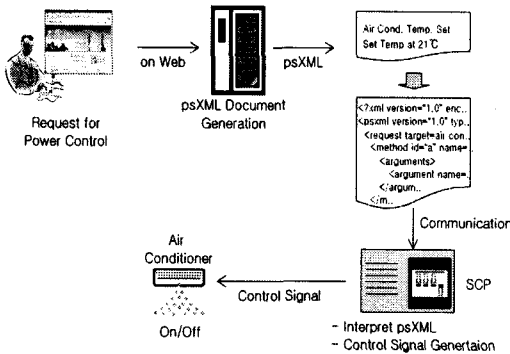 Request for
Power Control
on Web
psXML Document
Generation
psXML
Air Cond. Temp. Set
Set Temp at 21℃
<?xml version="1.0" enc..
<psxml version="1.0" typ..
<request target=air con..
<method id="a" name=
<arguments>
<argument name=
</argum..
</m..
Communication
SCP
- Interpret psXML
- Control Signal Genertaion
Control Signal
Air
Conditioner
On/Off